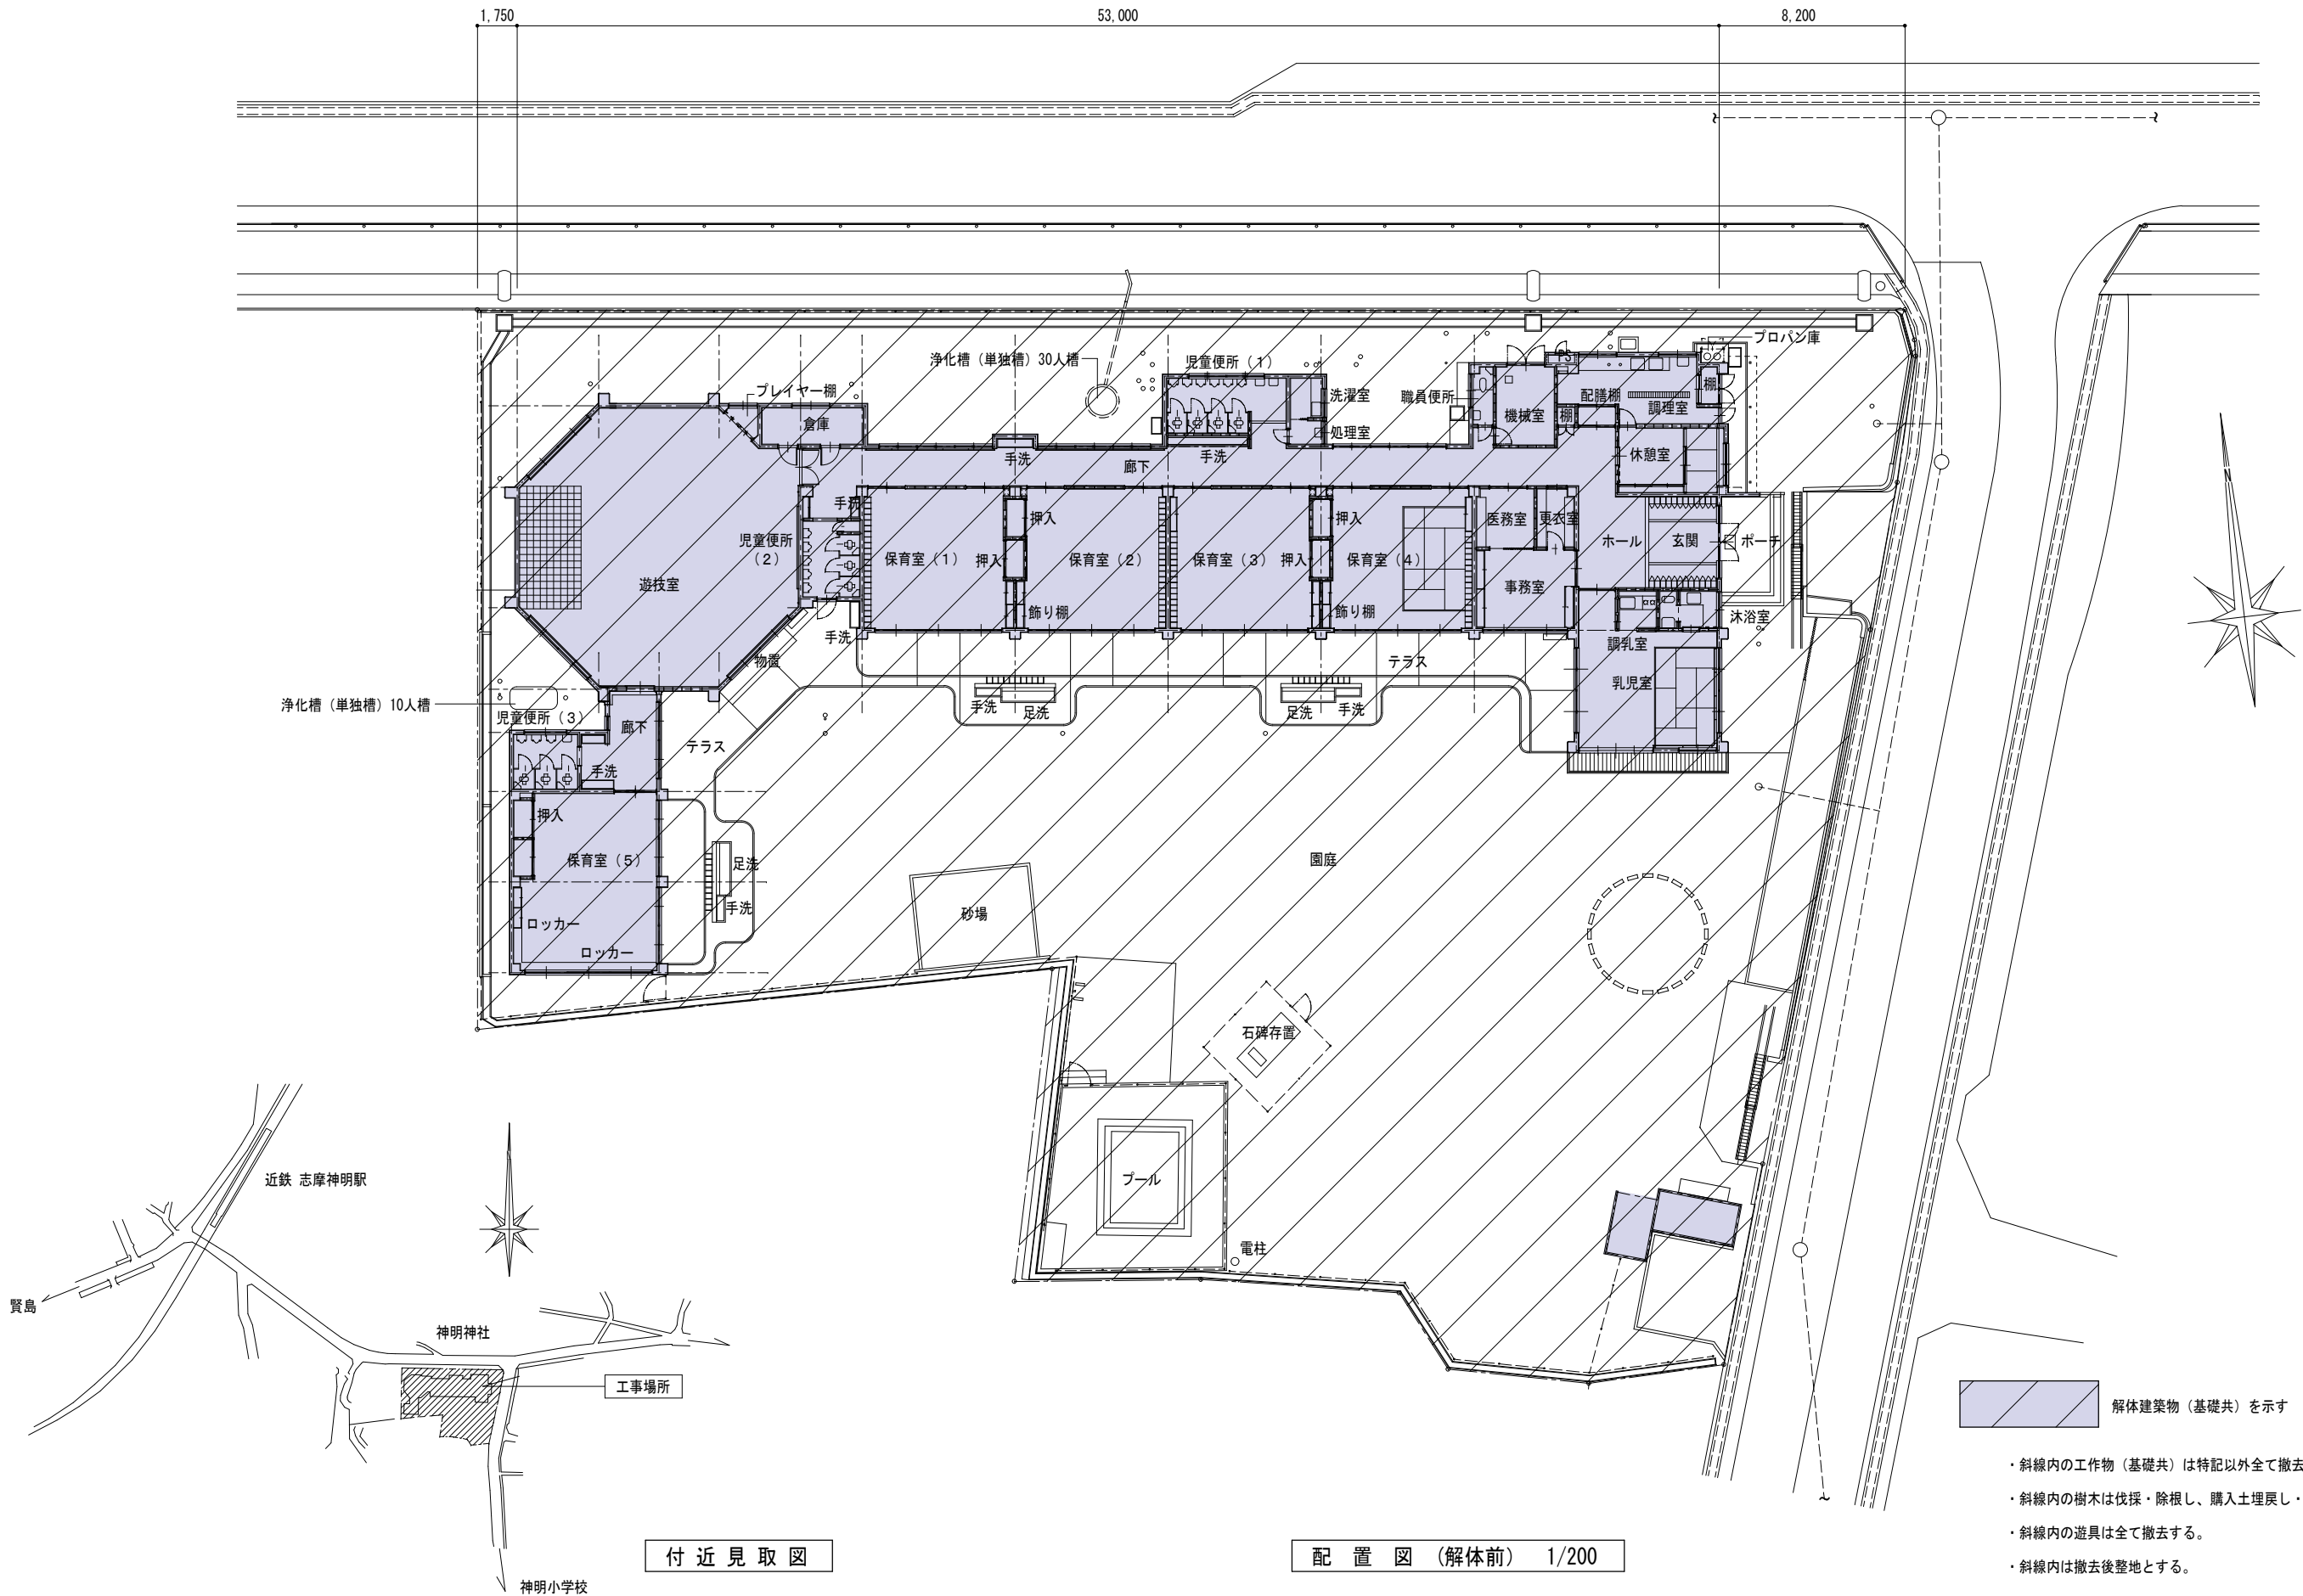 1,750
53,000
8,200
プロパン庫
浄化槽（単独槽）30人槽
児童便所（1）
PS
プレイヤー棚
洗濯室
職員便所
配膳棚
棚
調理室
倉庫
機械室
棚
処理室
手洗
手洗
廊下
休憩室
手洗
押入
押入
医務室
更衣室
児童便所
（2）
ホール
玄関
ポーチ
保育室（1）
押入
保育室（2）
保育室（3）
押入
保育室（4）
遊技室
事務室
飾り棚
飾り棚
沐浴室
手洗
調乳室
物置
テラス
乳児室
浄化槽（単独槽）10人槽
児童便所（3）
手洗
足洗
足洗
手洗
廊下
テラス
手洗
押入
保育室（5）
足洗
園庭
手洗
砂場
ロッカー
ロッカー
石碑存置
プール
電柱
近鉄 志摩神明駅
賢島
神明神社
工事場所
解体建築物（基礎共）を示す
・斜線内の工作物（基礎共）は特記以外全て撤去
・斜線内の樹木は伐採・除根し、購入土埋戻し・
・斜線内の遊具は全て撤去する。
・斜線内は撤去後整地とする。
付近見取図
配置図（解体前） 1/200
神明小学校